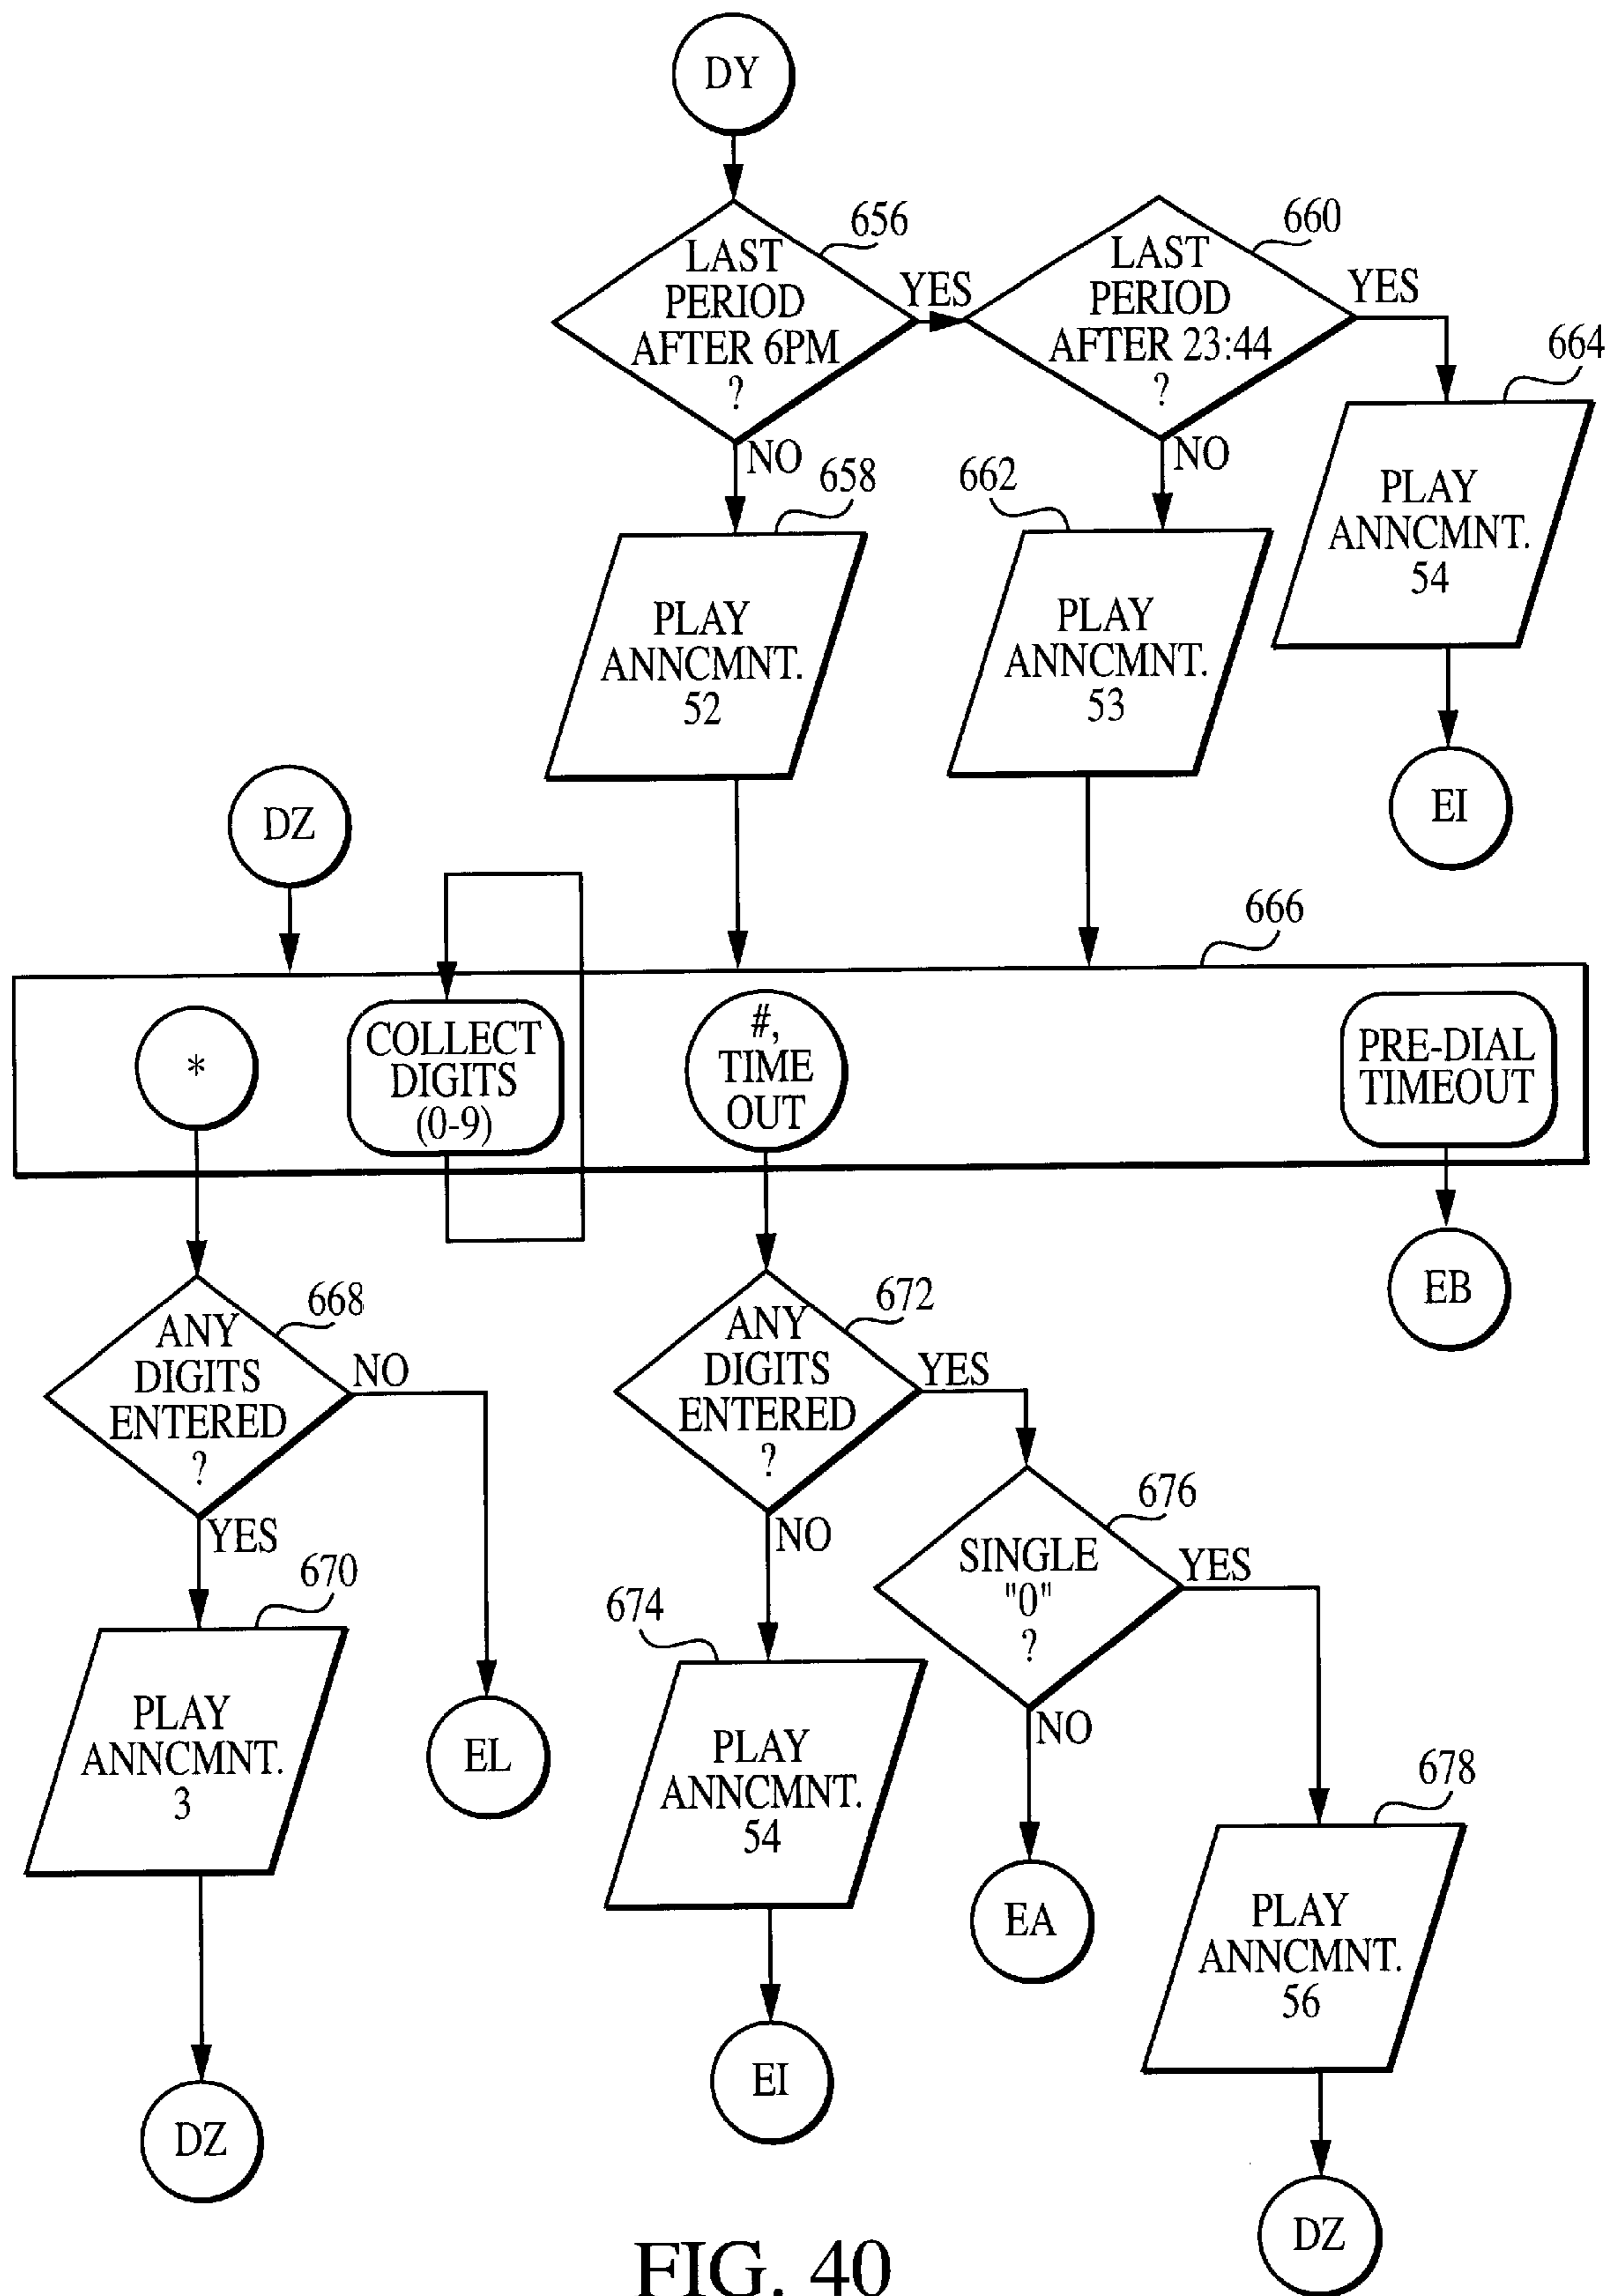 DY
656
LAST
PERIOD
AFTER 6PM
?
YES
NO
660
LAST
PERIOD
AFTER 23:44
?
YES
NO
664
PLAY
ANNCMNT.
54
658
PLAY
ANNCMNT.
52
662
PLAY
ANNCMNT.
53
EI
DZ
666
*
COLLECT
DIGITS
(0-9)
#,
TIME
OUT
PRE-DIAL
TIMEOUT
EB
668
ANY
DIGITS
ENTERED
?
NO
YES
672
ANY
DIGITS
ENTERED
?
YES
NO
676
SINGLE
"0"
?
YES
NO
670
PLAY
ANNCMNT.
3
EL
674
PLAY
ANNCMNT.
54
EA
678
PLAY
ANNCMNT.
56
DZ
EI
DZ
FIG. 40